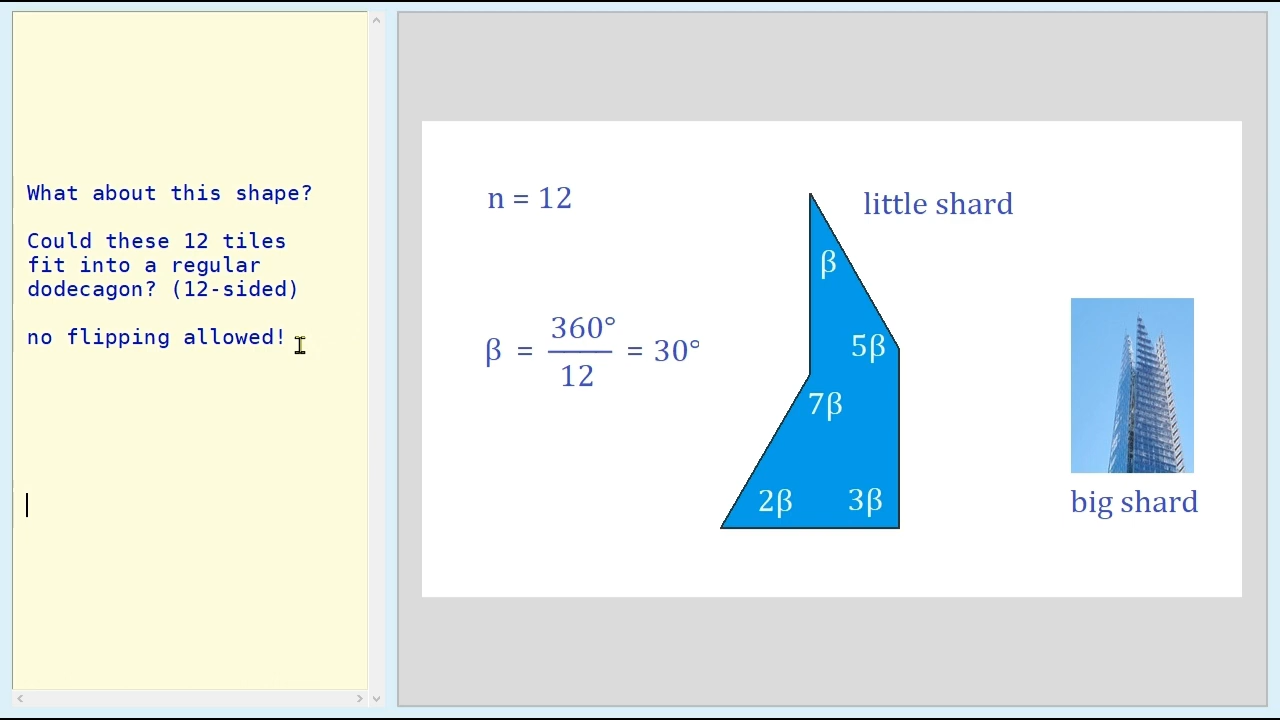 What about this shape?
Could these 12 tiles
fit into a regular
dodecagon? (12-sided)
no flipping allowed!
n = 12
little shard
β
5β
β = 360° / 12 = 30°
7β
2β 3β
big shard